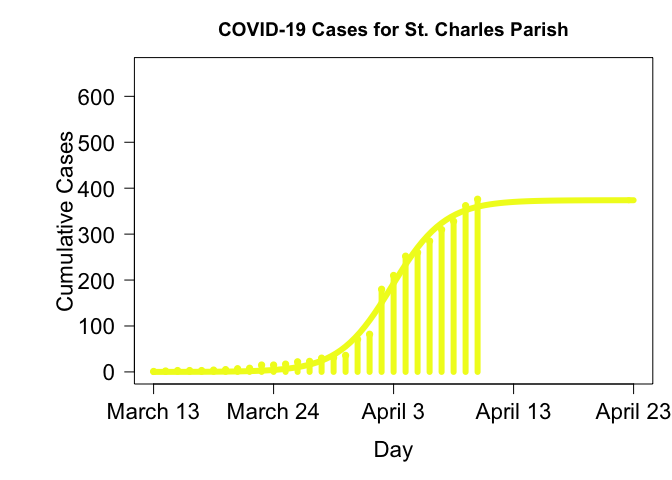 COVID-19 Cases for St. Charles Parish
Cumulative Cases
600
500
400
300
200
100
0
March 13
March 24
April 3
April 13
April 23
Day